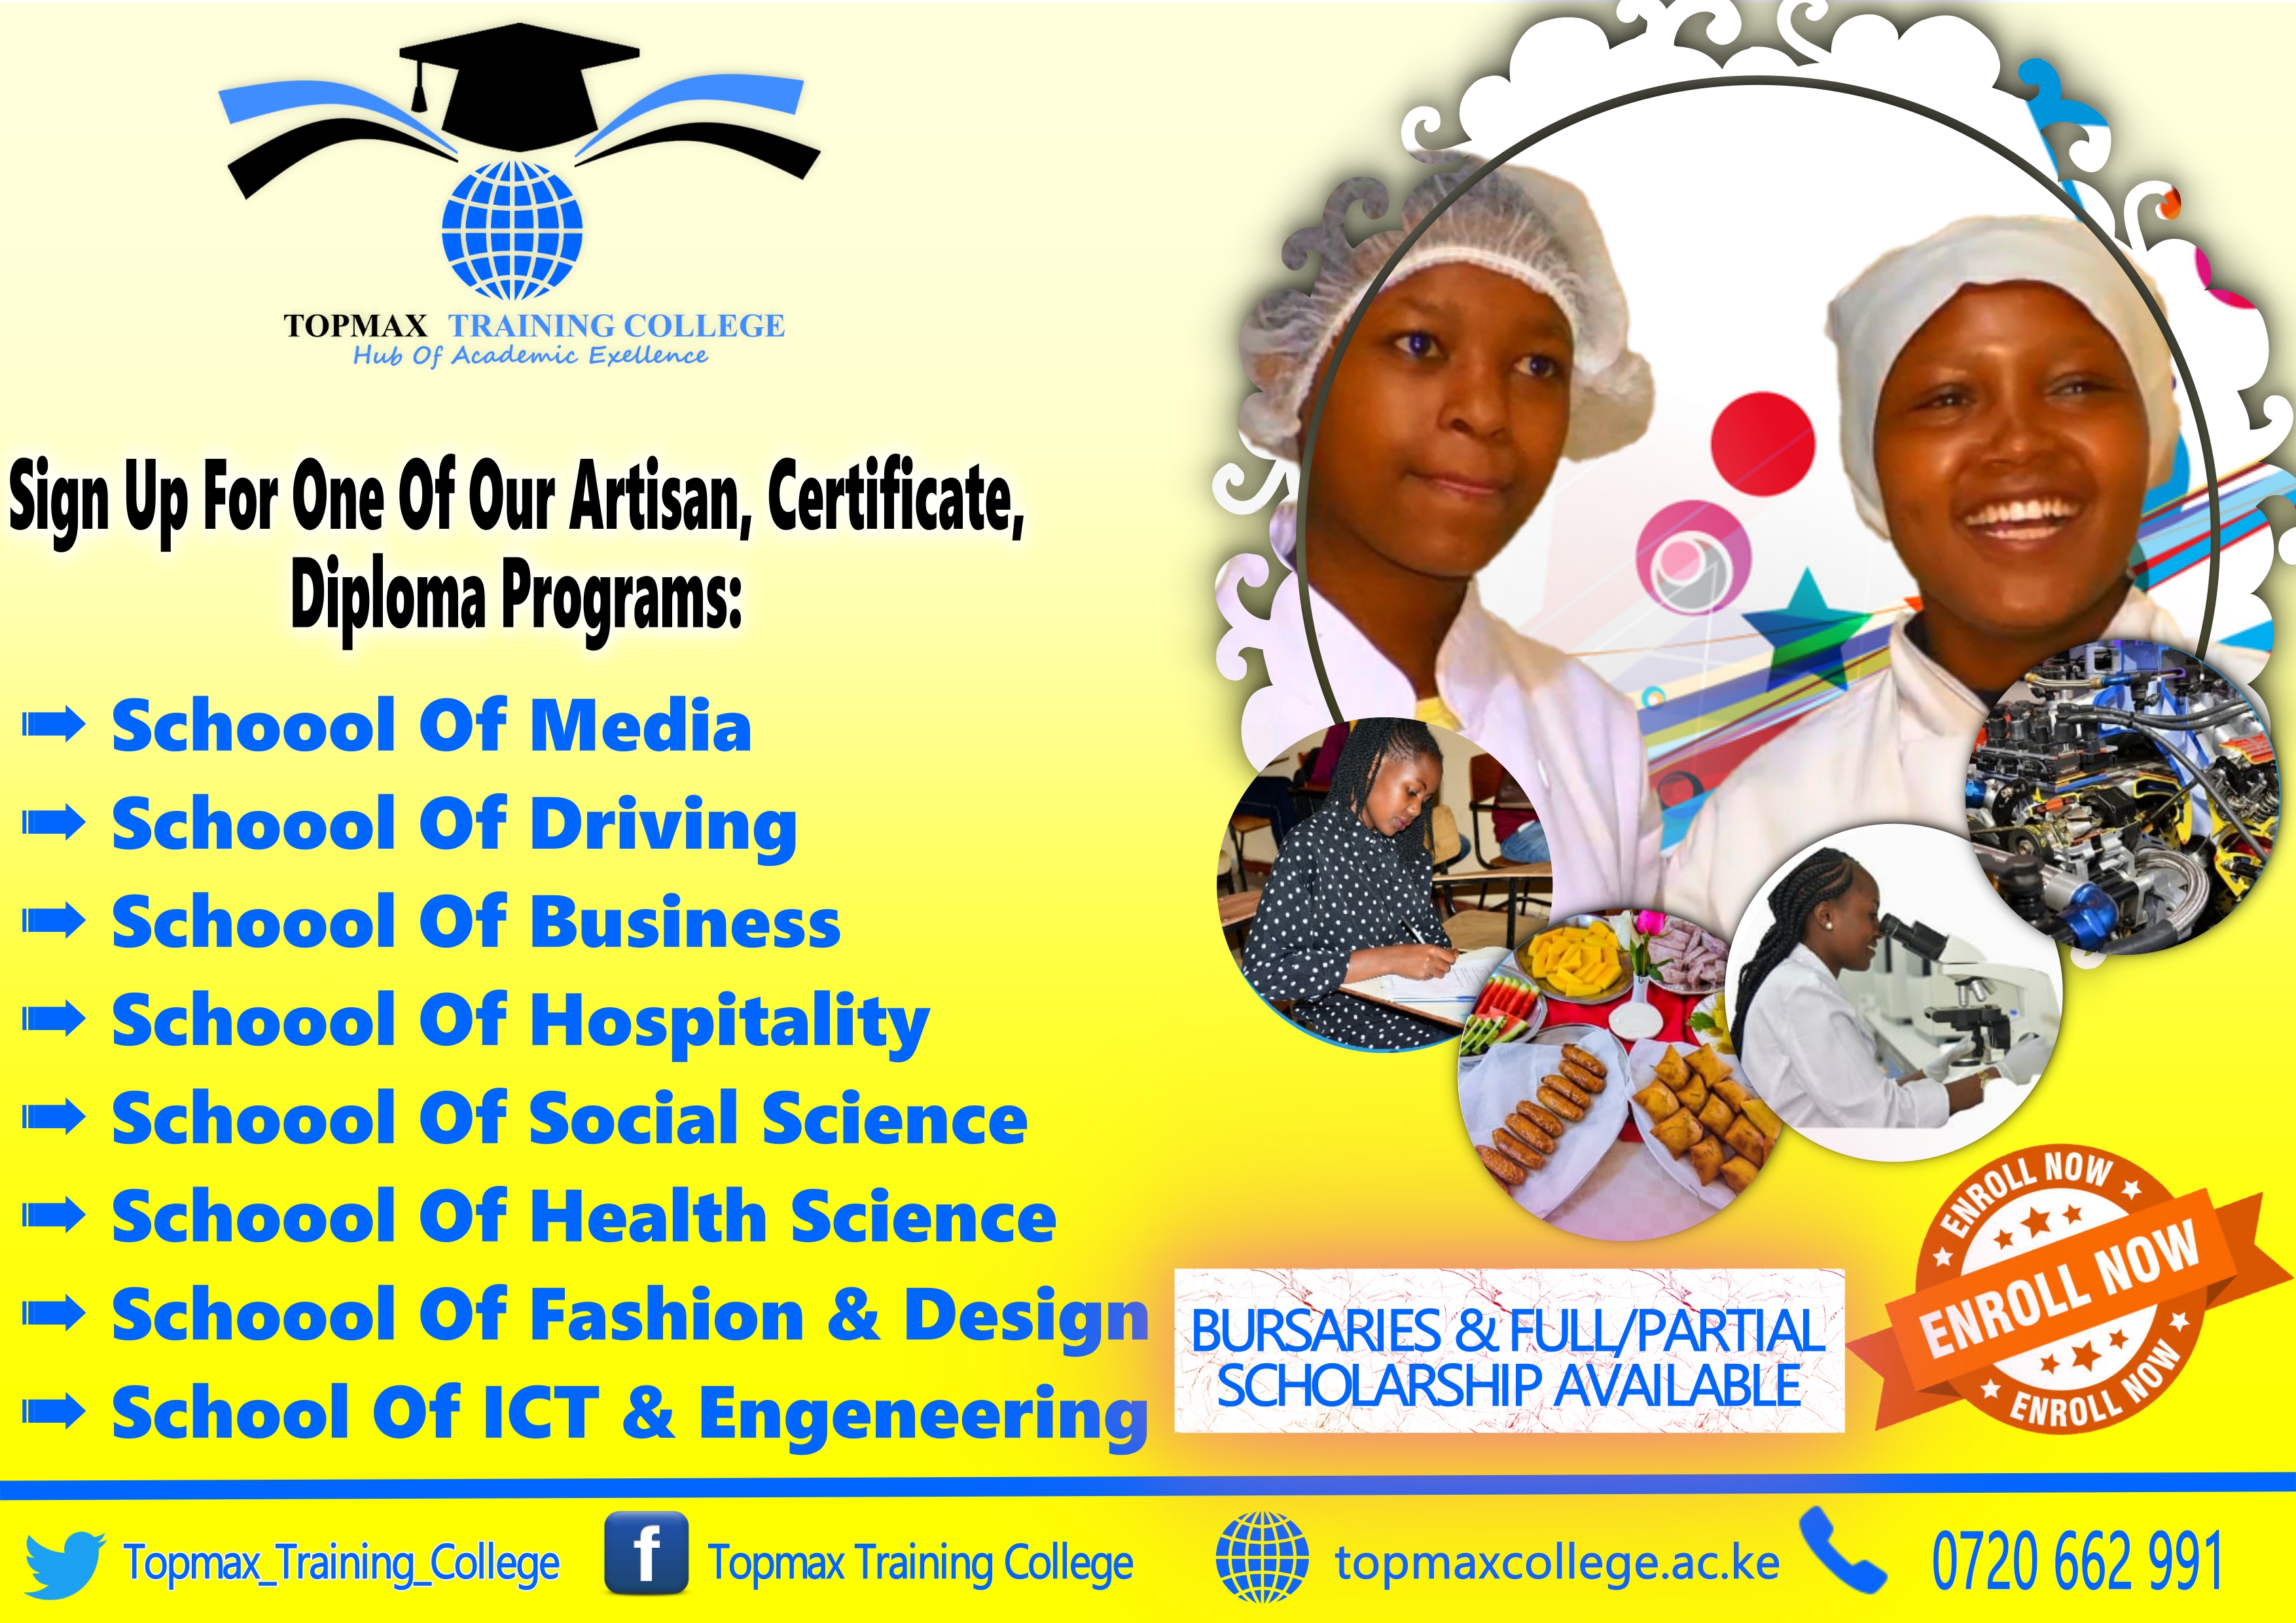 TOPMAX TRAINING COLLEGE
Hub Of Academic Exellence
Sign Up For One Of Our Artisan, Certificate,
Diploma Programs:
Schoool Of Media
Schoool Of Driving
Schoool Of Business
Schoool Of Hospitality
Schoool Of Social Science
Schoool Of Health Science
Schoool Of Fashion & Design
School Of ICT & Engeneering
BURSARIES & FULL/PARTIAL
SCHOLARSHIP AVAILABLE
ENROLL NOW
ENROLL NOW
ENROLL NOW
Topmax_Training_College
f
Topmax Training College
topmaxcollege.ac.ke
0720 662 991